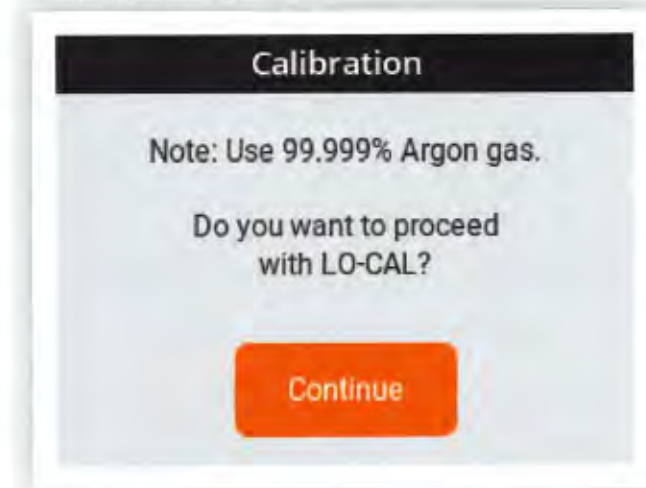 Calibration
Note: Use 99.999% Argon gas.
Do you want to proceed
with LO-CAL?
Continue